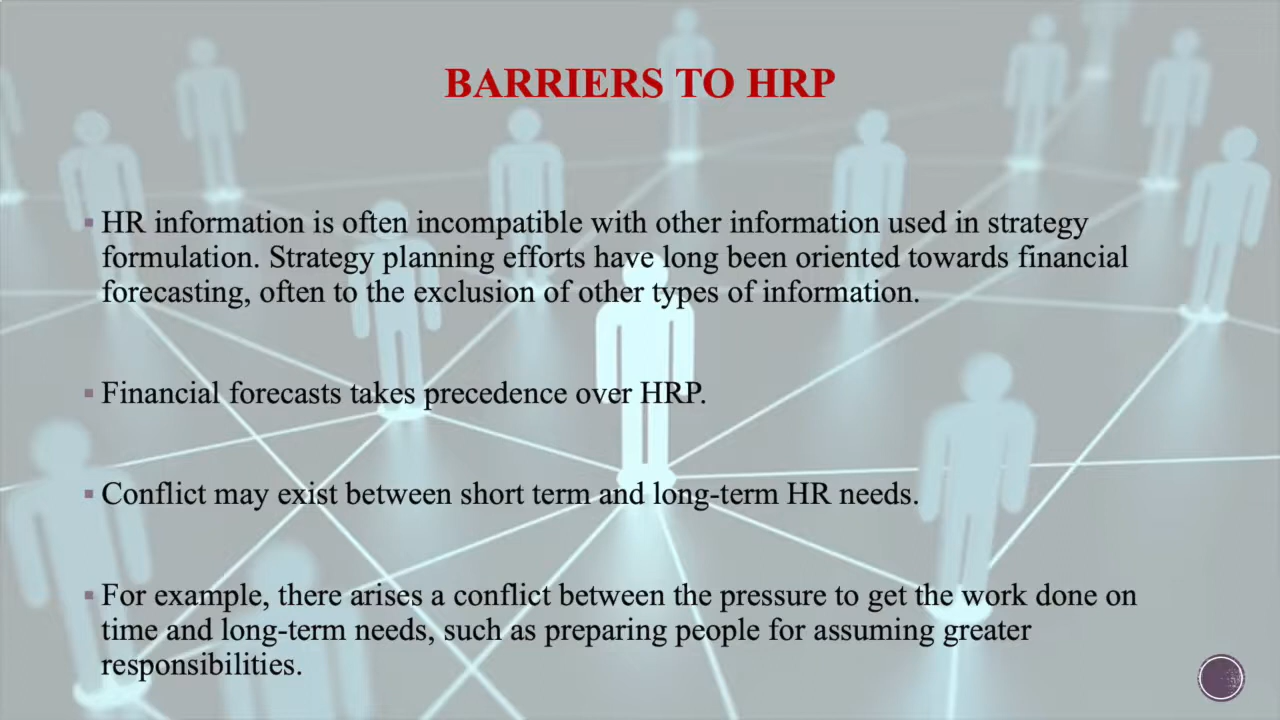 BARRIERS TO HRP
▪ HR information is often incompatible with other information used in strategy
formulation. Strategy planning efforts have long been oriented towards financial
forecasting, often to the exclusion of other types of information.
▪ Financial forecasts takes precedence over HRP.
▪ Conflict may exist between short term and long-term HR needs.
▪ For example, there arises a conflict between the pressure to get the work done on
time and long-term needs, such as preparing people for assuming greater
responsibilities.